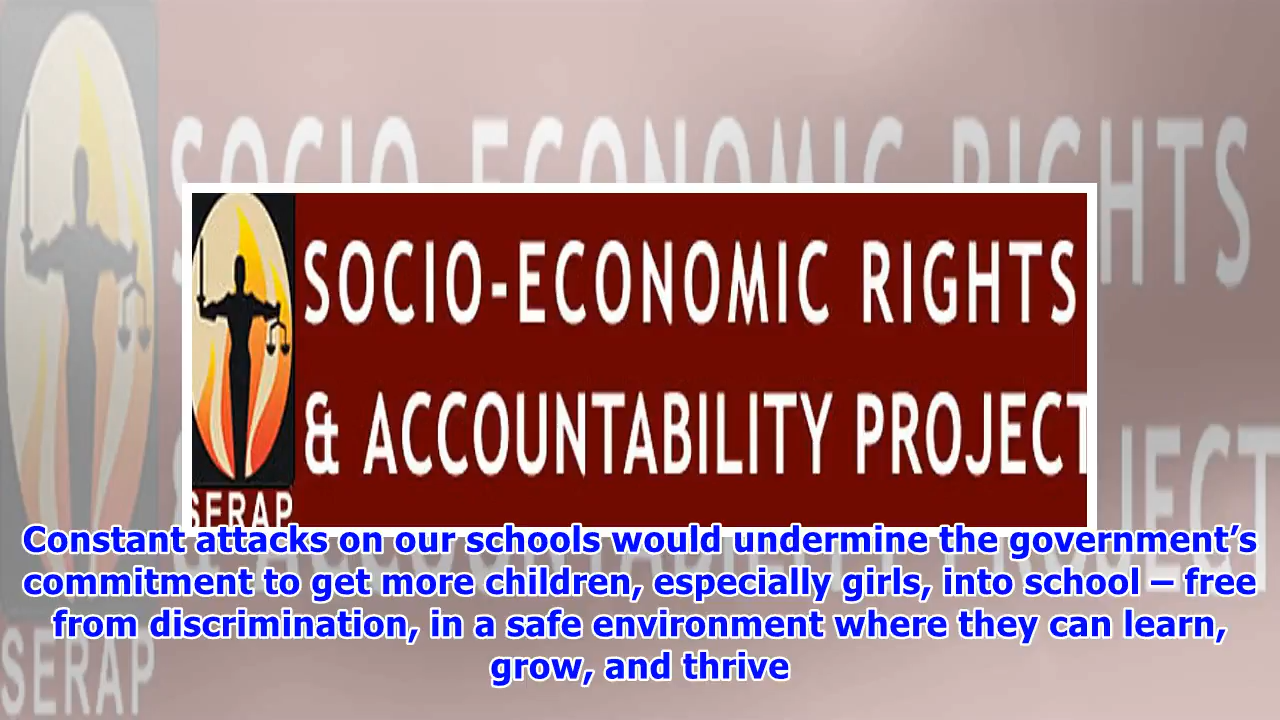 SOCIO-ECONOMIC RIGHTS
& ACCOUNTABILITY PROJECT
SERAP
Constant attacks on our schools would undermine the government’s
commitment to get more children, especially girls, into school – free
from discrimination, in a safe environment where they can learn,
grow, and thrive
SERAP